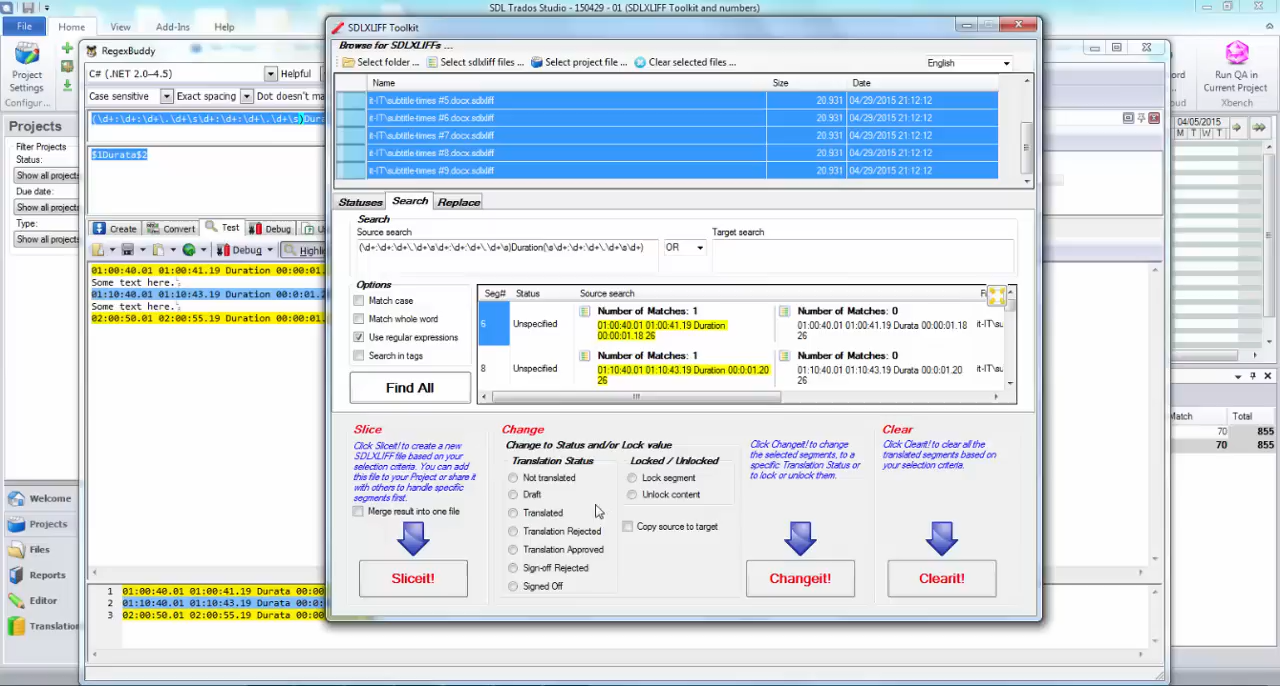 SDL Trados Studio - 150429 - 01 (SDLXLIFF Toolkit and numbers)
File
Home
View
Add-Ins
Help
Project
Settings
Configur...
RegexBuddy
C# (.NET 2.0–4.5)
Helpful
Case sensitive
Exact spacing
Dot doesn't ma
$1Durata$2
Create
Convert
Test
Debug
Debug
Highli
01:00:40.01 01:00:41.19 Duration 00:00:01.
Some text here.
01:10:40.01 01:10:43.19 Duration 00:0:01.2
Some text here.
02:00:50.01 02:00:55.19 Duration 00:00:01.
1 01:00:40.01 01:00:41.19 Durata 00:00
2 01:10:40.01 01:10:43.19 Durata 00:0:
3 02:00:50.01 02:00:55.19 Durata 00:00
Projects
Filter Projects
Status:
Show all projects
Due date:
Show all projects
Type:
Show all projects
Welcome
Projects
Files
Reports
Editor
Translation
SDLXLIFF Toolkit
Browse for SDLXLIFFs ...
Select folder ...
Select sdlxliff files ...
Select project file ...
Clear selected files ...
English
Name
Size
Date
it-IT\subtitle-times #5.docx.sdlxliff 20.931 04/29/2015 21:12:12
it-IT\subtitle-times #6.docx.sdlxliff 20.931 04/29/2015 21:12:12
it-IT\subtitle-times #7.docx.sdlxliff 20.931 04/29/2015 21:12:12
it-IT\subtitle-times #8.docx.sdlxliff 20.931 04/29/2015 21:12:12
it-IT\subtitle-times #9.docx.sdlxliff 20.931 04/29/2015 21:12:12
Statuses
Search
Replace
Search
Source search
Target search
(\d+:\d+:\d+\.\d+\s\d+:\d+:\d+\.\d+\s)Duration(\s\d+:\d+:\d+\.\d+\s\d+)
OR
Options
Match case
Match whole word
Use regular expressions
Search in tags
Find All
Seg#
Status
Source search
6
Unspecified
Number of Matches: 1
01:00:40.01 01:00:41.19 Duration
00:00:01.18 26
Number of Matches: 0
01:00:40.01 01:00:41.19 Durata 00:00:01.18
26
it-IT\su
8
Unspecified
Number of Matches: 1
01:10:40.01 01:10:43.19 Duration 00:0:01.20
26
Number of Matches: 0
01:10:40.01 01:10:43.19 Durata 00:0:01.20
26
it-IT\su
Slice
Click Sliceit! to create a new
SDLXLIFF file based on your
selection criteria. You can add
this file to your Project or share it
with others to handle specific
segments first.
Merge result into one file
Sliceit!
Change
Change to Status and/or Lock value
Translation Status
Not translated
Draft
Translated
Translation Rejected
Translation Approved
Sign-off Rejected
Signed Off
Locked / Unlocked
Lock segment
Unlock content
Copy source to target
Click Changeit! to change
the selected segments, to a
specific Translation Status or
to lock or unlock them.
Changeit!
Clear
Click Clearit! to clear all the
translated segments based on
your selection criteria.
Clearit!
Run QA in
Current Project
Xbench
04/05/2015
M T W T F S
Match
Total
70 855
70 855